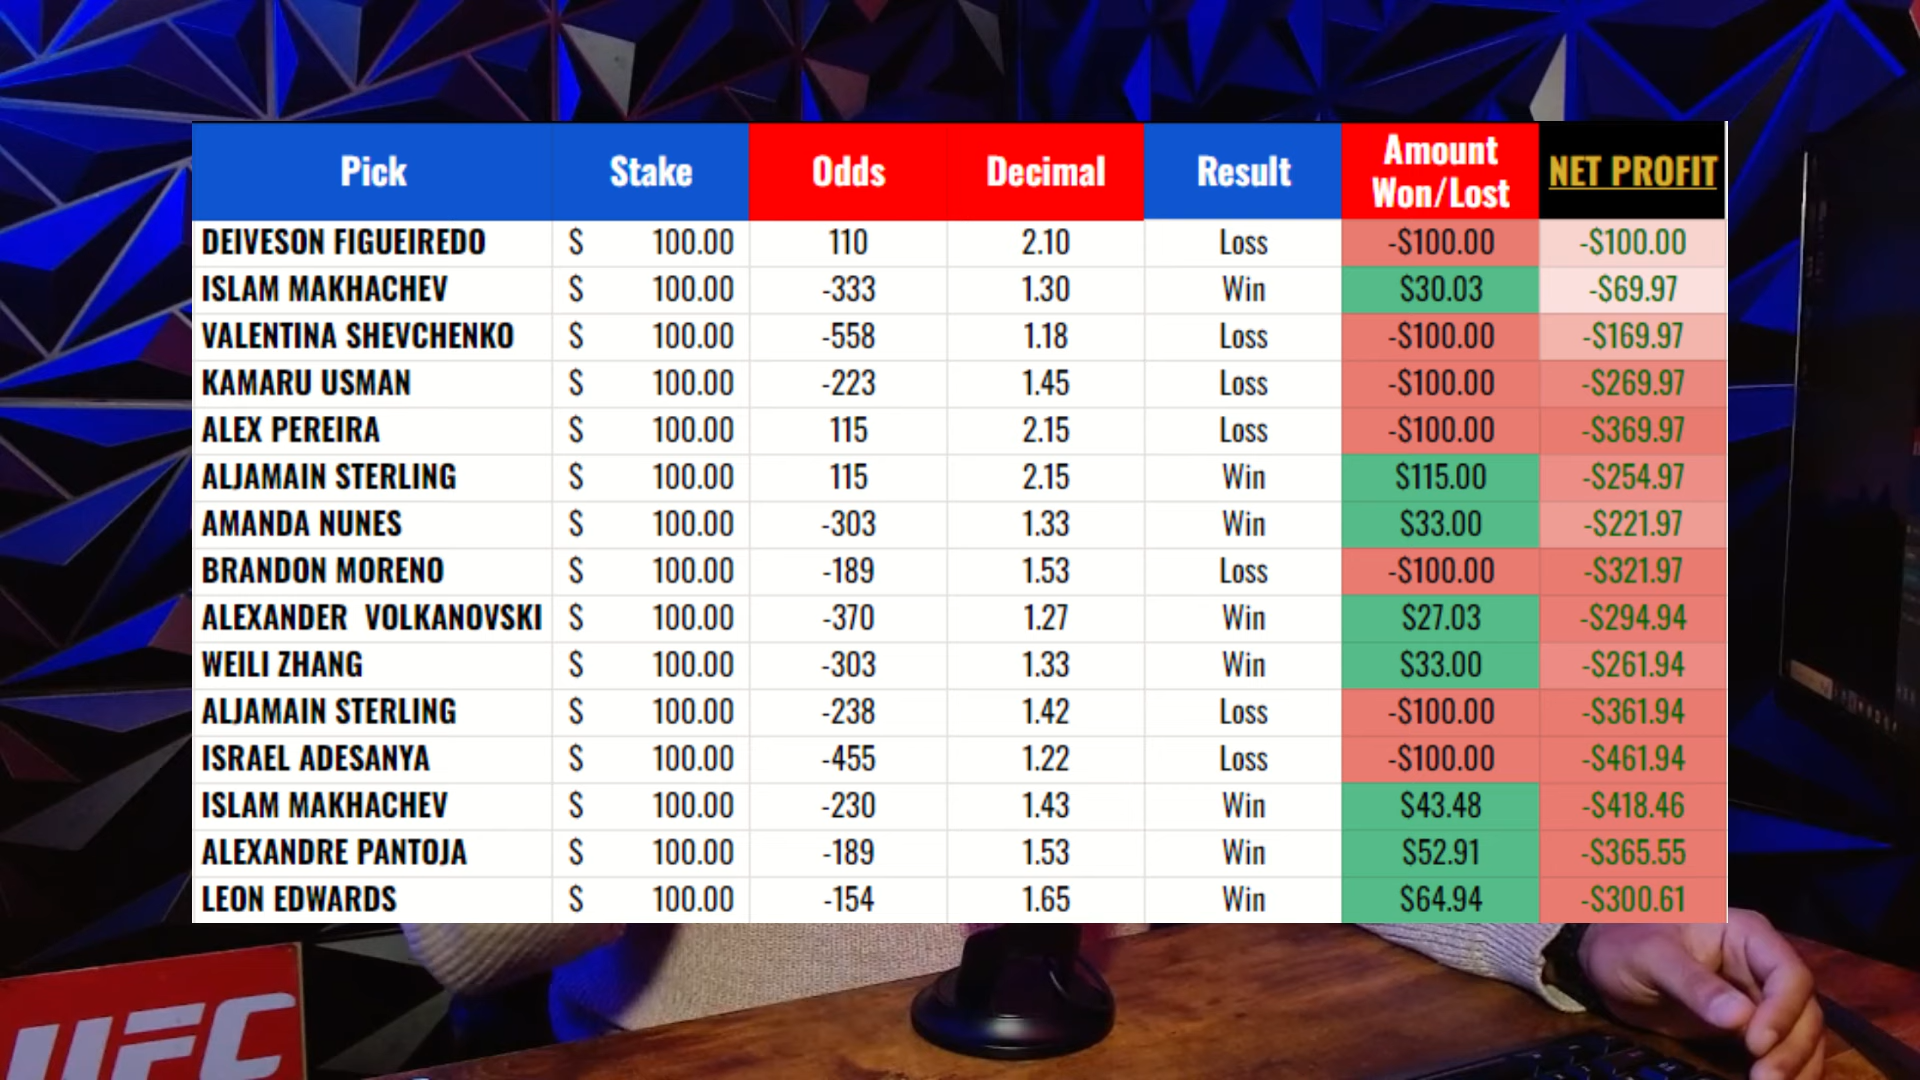 Pick Stake Odds Decimal Result Amount Won/Lost NET PROFIT
DEIVESON FIGUEIREDO $ 100.00 110 2.10 Loss -$100.00 -$100.00
ISLAM MAKHACHEV $ 100.00 -333 1.30 Win $30.03 -$69.97
VALENTINA SHEVCHENKO $ 100.00 -558 1.18 Loss -$100.00 -$169.97
KAMARU USMAN $ 100.00 -223 1.45 Loss -$100.00 -$269.97
ALEX PEREIRA $ 100.00 115 2.15 Loss -$100.00 -$369.97
ALJAMAIN STERLING $ 100.00 115 2.15 Win $115.00 -$254.97
AMANDA NUNES $ 100.00 -303 1.33 Win $33.00 -$221.97
BRANDON MORENO $ 100.00 -189 1.53 Loss -$100.00 -$321.97
ALEXANDER VOLKANOVSKI $ 100.00 -370 1.27 Win $27.03 -$294.94
WEILI ZHANG $ 100.00 -303 1.33 Win $33.00 -$261.94
ALJAMAIN STERLING $ 100.00 -238 1.42 Loss -$100.00 -$361.94
ISRAEL ADESANYA $ 100.00 -455 1.22 Loss -$100.00 -$461.94
ISLAM MAKHACHEV $ 100.00 -230 1.43 Win $43.48 -$418.46
ALEXANDRE PANTOJA $ 100.00 -189 1.53 Win $52.91 -$365.55
LEON EDWARDS $ 100.00 -154 1.65 Win $64.94 -$300.61
UFC